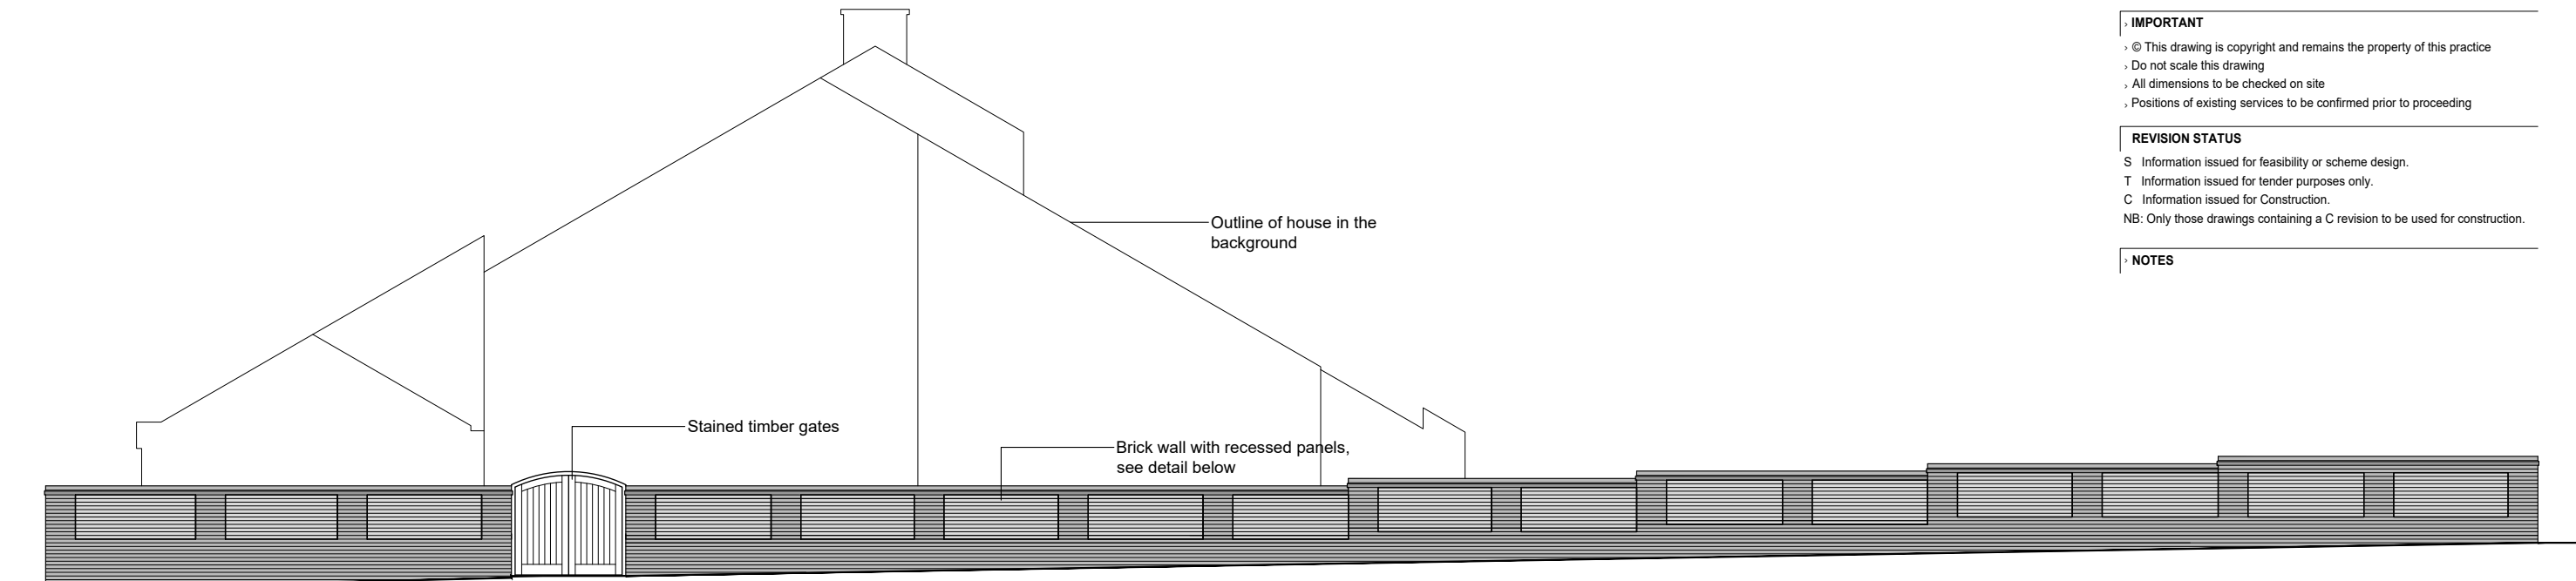 › IMPORTANT
› © This drawing is copyright and remains the property of this practice
› Do not scale this drawing
› All dimensions to be checked on site
› Positions of existing services to be confirmed prior to proceeding
REVISION STATUS
S Information issued for feasibility or scheme design.
T Information issued for tender purposes only.
C Information issued for Construction.
NB: Only those drawings containing a C revision to be used for construction.
› NOTES
Outline of house in the
background
Stained timber gates
Brick wall with recessed panels,
see detail below